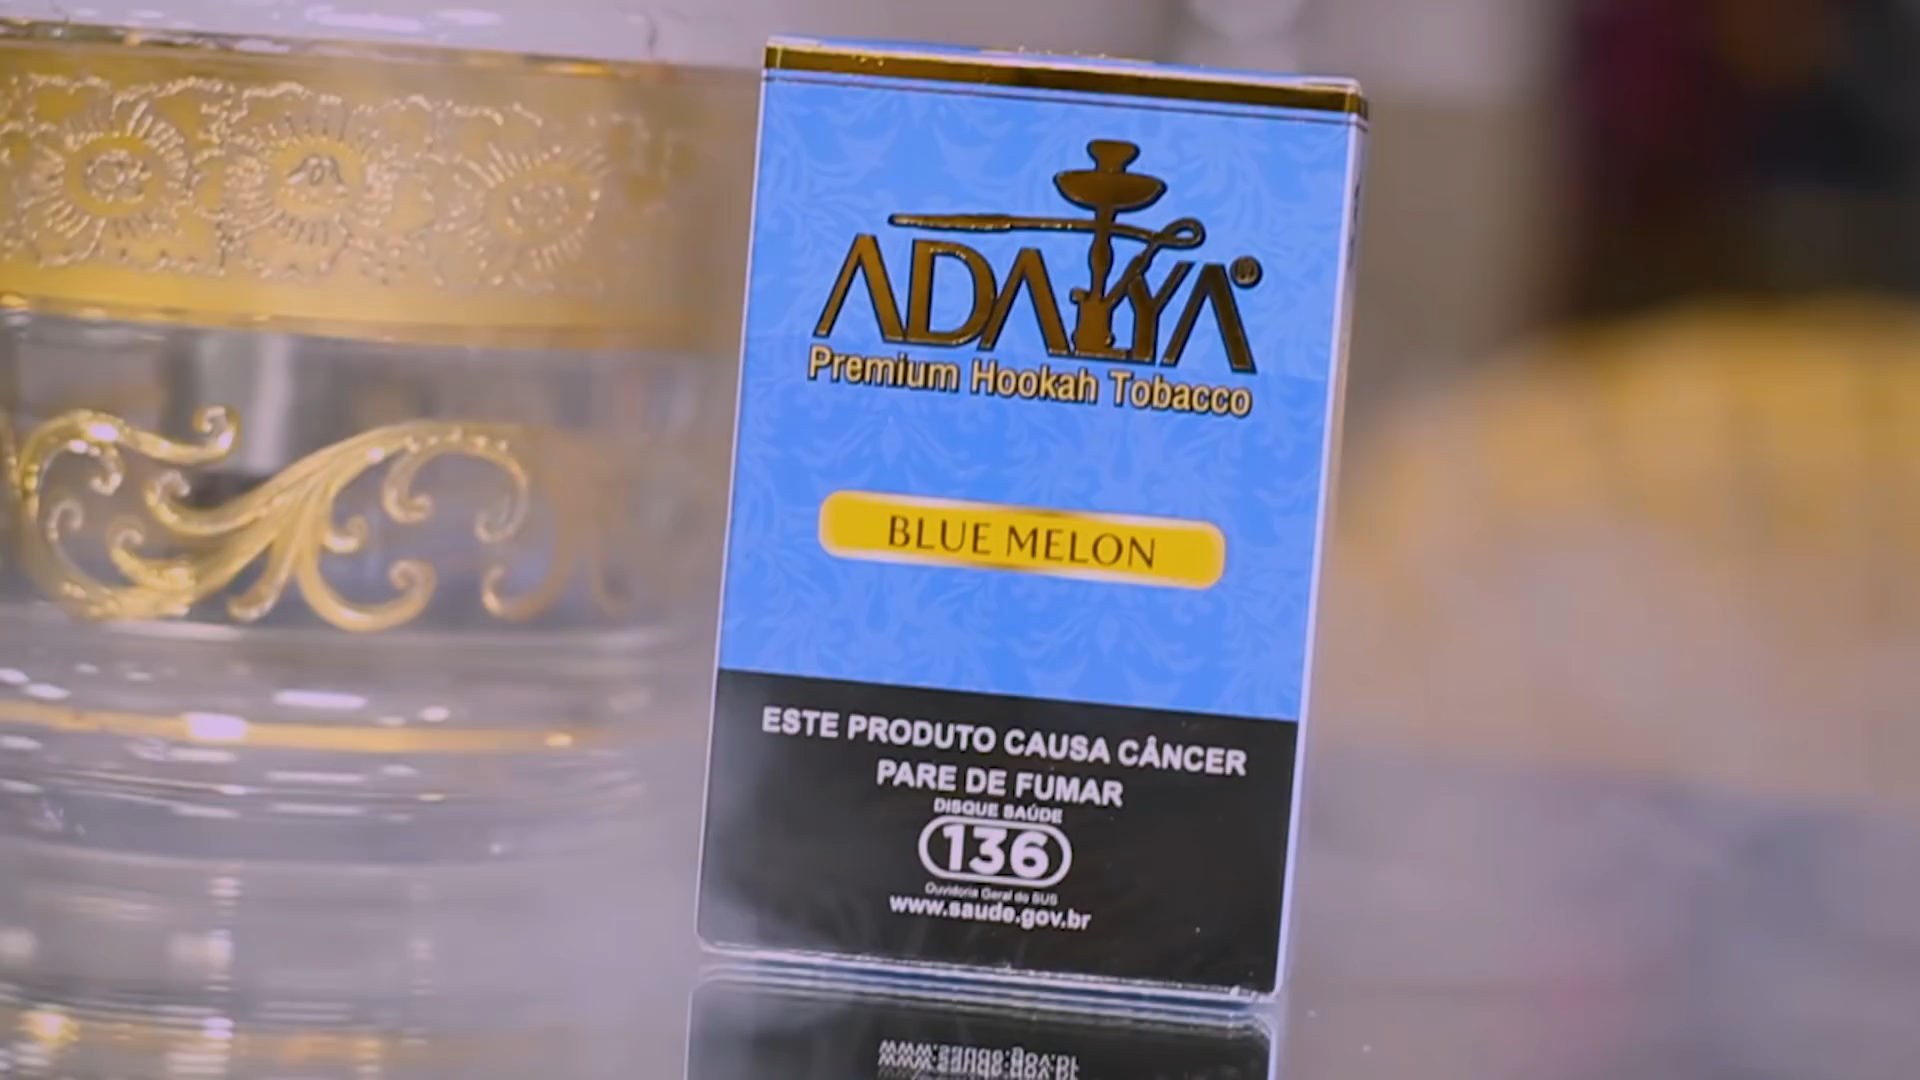 ADALYA®
Premium Hookah Tobacco
BLUE MELON
ESTE PRODUTO CAUSA CÂNCER
PARE DE FUMAR
DISQUE SAÚDE
136
Ouvidoria Geral do SUS
www.saude.gov.br